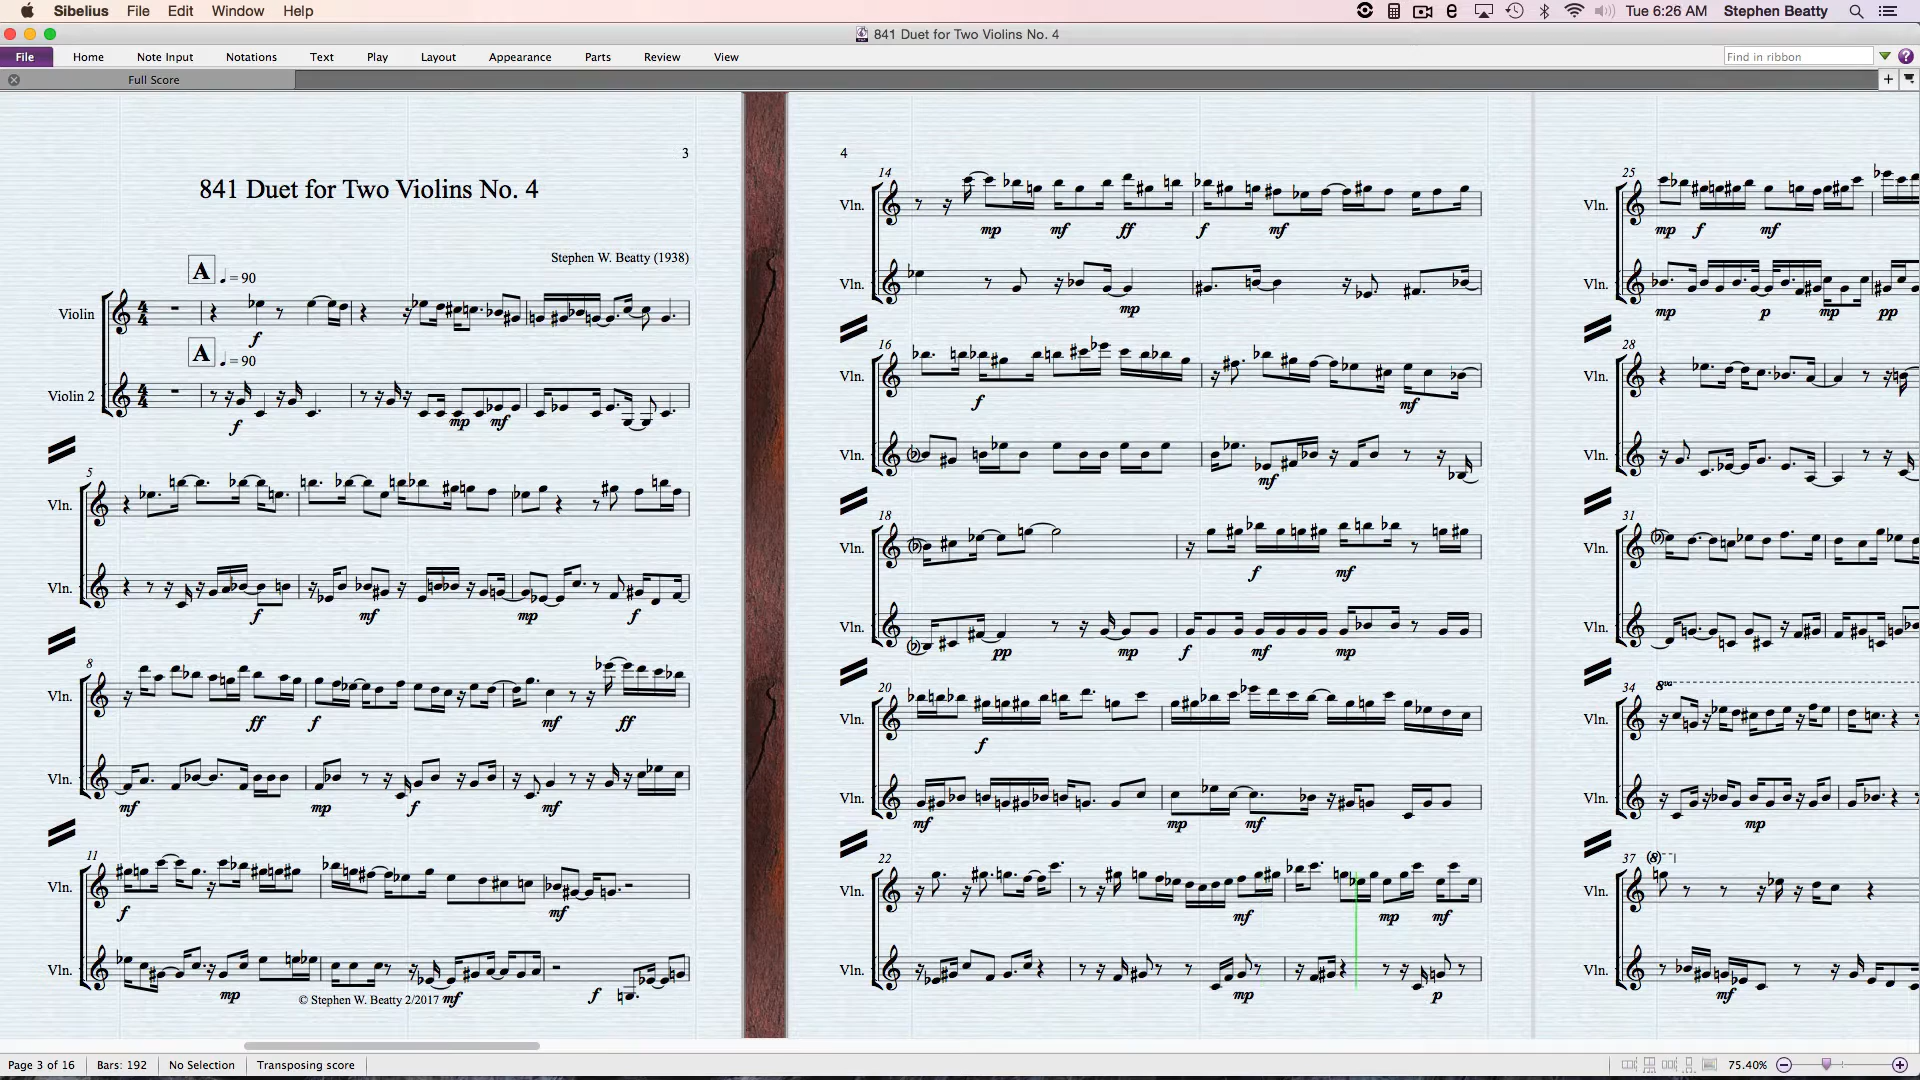 Sibelius File Edit Window Help Tue 6:26 AM Stephen Beatty
841 Duet for Two Violins No. 4
File Home Note Input Notations Text Play Layout Appearance Parts Review View Find in ribbon
Full Score
3
841 Duet for Two Violins No. 4
Stephen W. Beatty (1938)
A ♩ = 90
Violin
f
A ♩ = 90
Violin 2
f mp mf
5
Vln.
Vln.
f mf mp f
8
Vln.
ff f mf ff
Vln.
mf mp f mf
11
Vln.
f mf
Vln.
mp mf f
© Stephen W. Beatty 2/2017
4
14
Vln.
mp mf ff f mf
Vln.
mp
16
Vln.
f mf
Vln.
mf
18
Vln.
f mf
Vln.
pp mp f mf mp
20
Vln.
f
Vln.
mf mp mf
22
Vln.
mf mp mf
Vln.
mp p
25
Vln.
mp f mf
Vln.
mp p mp pp
28
Vln.
Vln.
31
Vln.
Vln.
34
8va
Vln.
Vln.
mp
37
(8)
Vln.
Vln.
mf
Page 3 of 16 Bars: 192 No Selection Transposing score 75.40%